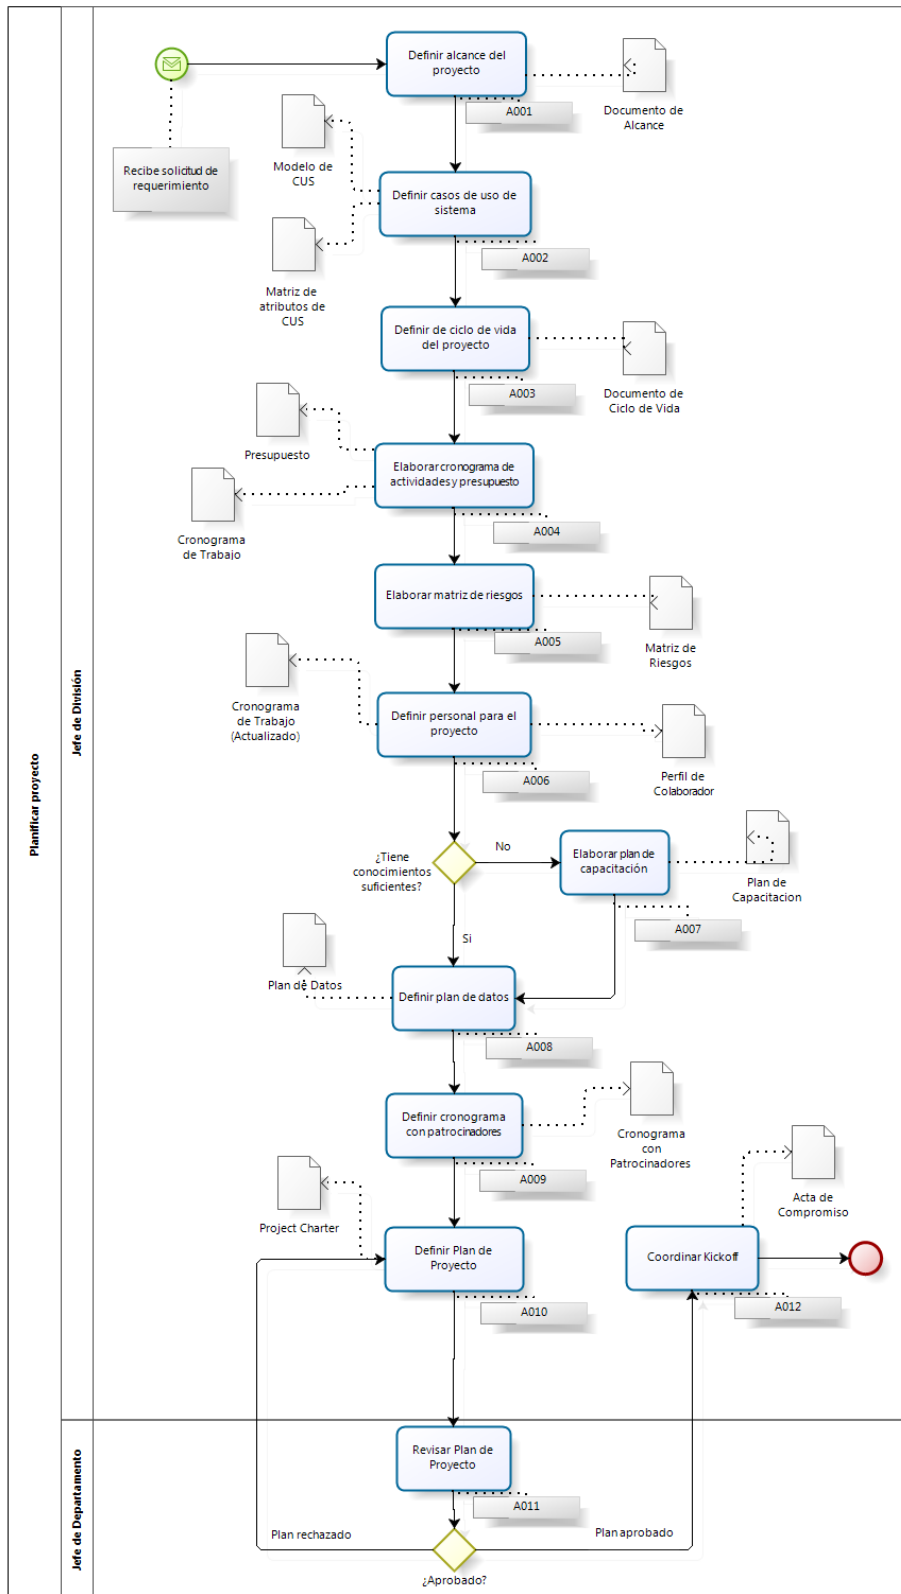 Planificar proyecto
Jefe de División
Definir alcance del
proyecto
A001
Documento de
Alcance
Recibe solicitud de
requerimiento
Modelo de
CUS
Definir casos de uso de
sistema
A002
Matriz de
atributos de
CUS
Definir de ciclo de vida
del proyecto
A003
Documento de
Ciclo de Vida
Presupuesto
Elaborar cronograma de
actividades y presupuesto
A004
Cronograma
de Trabajo
Elaborar matriz de riesgos
A005
Matriz de
Riesgos
Cronograma
de Trabajo
(Actualizado)
Definir personal para el
proyecto
A006
Perfil de
Colaborador
¿Tiene
conocimientos
suficientes?
No
Elaborar plan de
capacitación
A007
Plan de
Capacitacion
Si
Plan de Datos
Definir plan de datos
A008
Definir cronograma
con patrocinadores
A009
Cronograma
con
Patrocinadores
Project Charter
Definir Plan de
Proyecto
A010
Coordinar Kickoff
A012
Acta de
Compromiso
Jefe de Departamento
Revisar Plan de
Proyecto
A011
Plan rechazado
Plan aprobado
¿Aprobado?